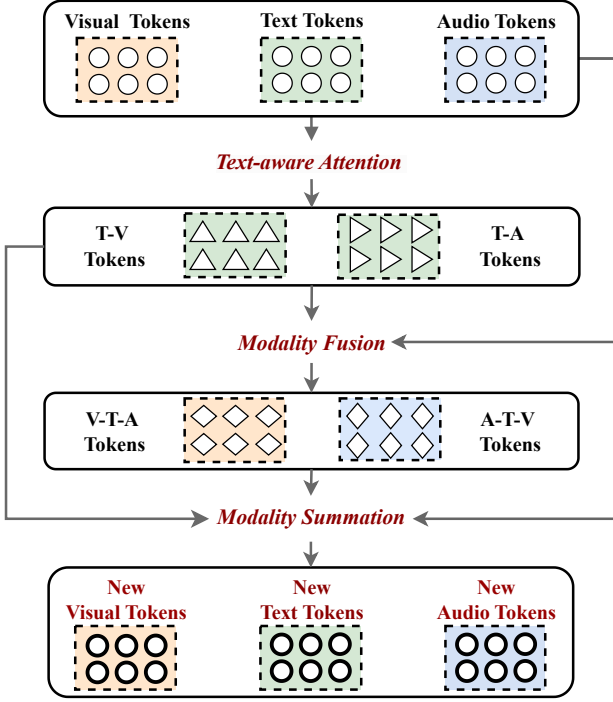 Visual Tokens
Text Tokens
Audio Tokens
Text-aware Attention
T-V
Tokens
T-A
Tokens
Modality Fusion
V-T-A
Tokens
A-T-V
Tokens
Modality Summation
New
Visual Tokens
New
Text Tokens
New
Audio Tokens